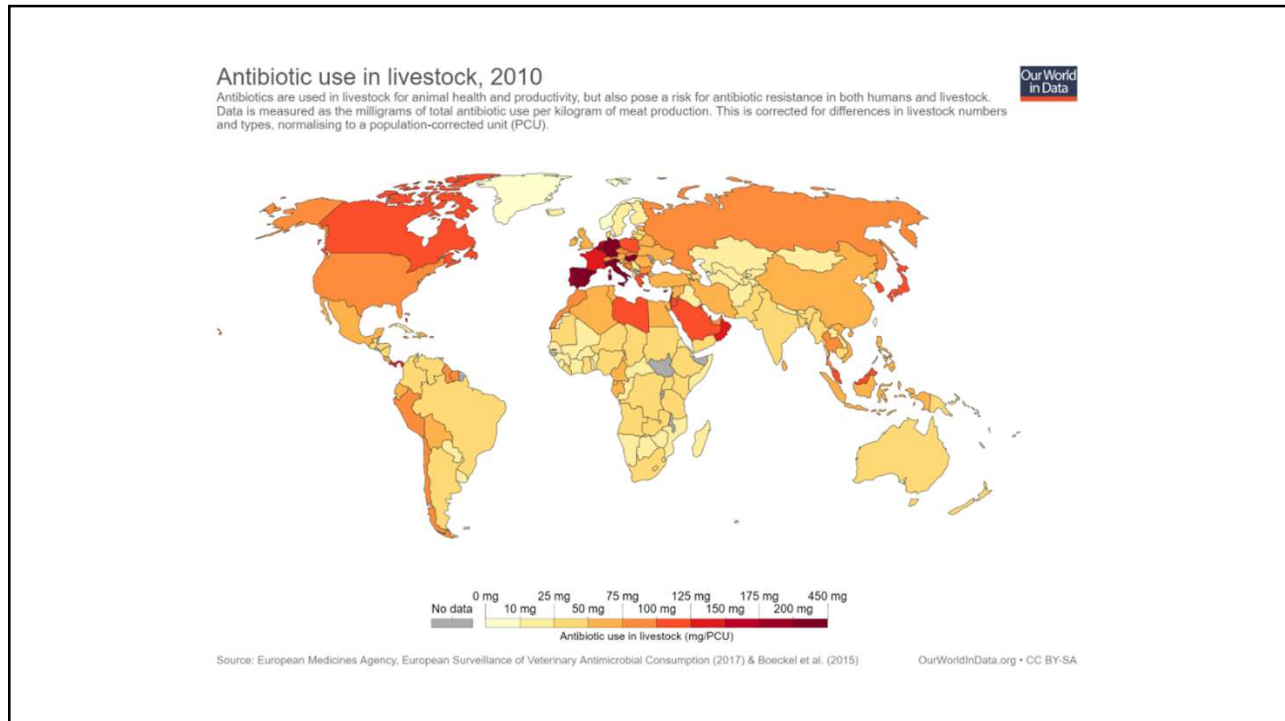 Antibiotic use in livestock, 2010
Our World
in Data
Antibiotics are used in livestock for animal health and productivity, but also pose a risk for antibiotic resistance in both humans and livestock.
Data is measured as the milligrams of total antibiotic use per kilogram of meat production. This is corrected for differences in livestock numbers
and types, normalising to a population-corrected unit (PCU).
0 mg 25 mg 75 mg 125 mg 175 mg 450 mg
No data 10 mg 50 mg 100 mg 150 mg 200 mg
Antibiotic use in livestock (mg/PCU)
Source: European Medicines Agency, European Surveillance of Veterinary Antimicrobial Consumption (2017) & Boeckel et al. (2015) OurWorldInData.org • CC BY-SA